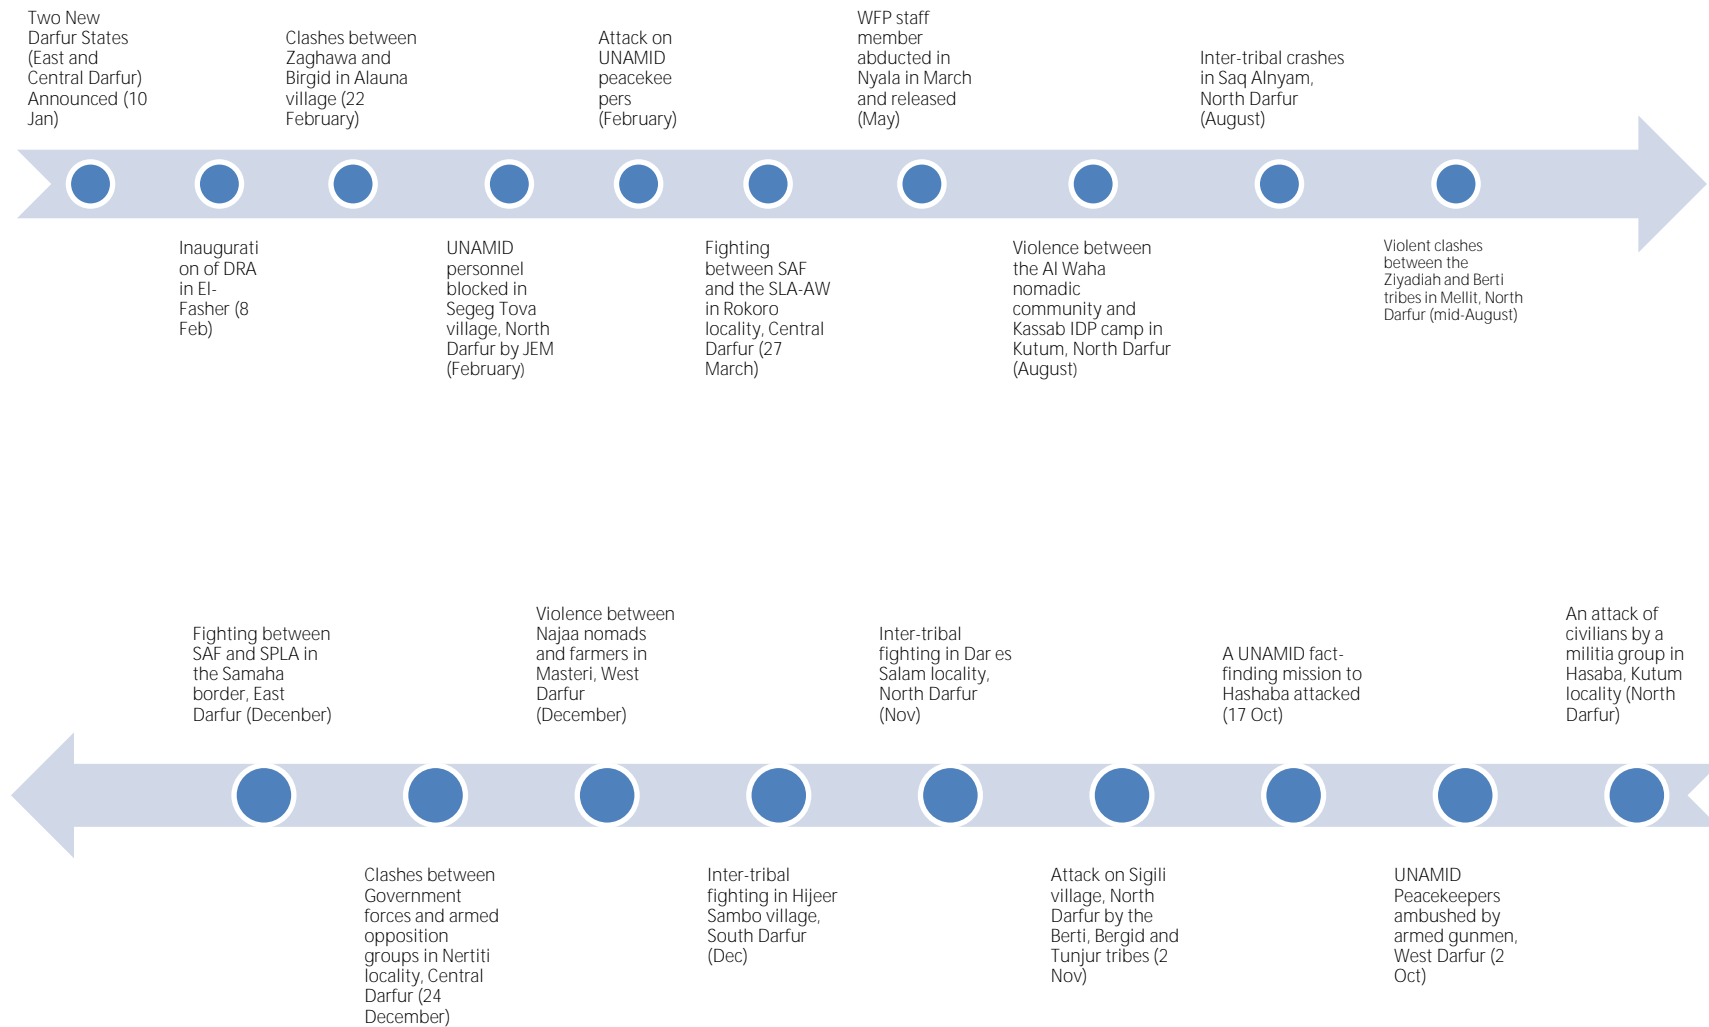 Two New
Darfur States
(East and
Central Darfur)
Announced (10
Jan)
Inaugurati
on of DRA
in El-
Fasher (8
Feb)
Clashes between
Zaghawa and
Birgid in Alauna
village (22
February)
UNAMID
personnel
blocked in
Segeg Tova
village, North
Darfur by JEM
(February)
Attack on
UNAMID
peacekee
pers
(February)
Fighting
between SAF
and the SLA-AW
in Rokoro
locality, Central
Darfur (27
March)
WFP staff
member
abducted in
Nyala in March
and released
(May)
Violence between
the Al Waha
nomadic
community and
Kassab IDP camp in
Kutum, North Darfur
(August)
Inter-tribal crashes
in Saq Alnyam,
North Darfur
(August)
Violent clashes
between the
Ziyadiah and Berti
tribes in Mellit, North
Darfur (mid-August)
An attack of
civilians by a
militia group in
Hasaba, Kutum
locality (North
Darfur)
UNAMID
Peacekeepers
ambushed by
armed gunmen,
West Darfur (2
Oct)
A UNAMID fact-
finding mission to
Hashaba attacked
(17 Oct)
Attack on Sigili
village, North
Darfur by the
Berti, Bergid and
Tunjur tribes (2
Nov)
Inter-tribal
fighting in Dar es
Salam locality,
North Darfur
(Nov)
Inter-tribal
fighting in Hijeer
Sambo village,
South Darfur
(Dec)
Violence between
Najaa nomads
and farmers in
Masteri, West
Darfur
(December)
Clashes between
Government
forces and armed
opposition
groups in Nertiti
locality, Central
Darfur (24
December)
Fighting between
SAF and SPLA in
the Samaha
border, East
Darfur (Decenber)